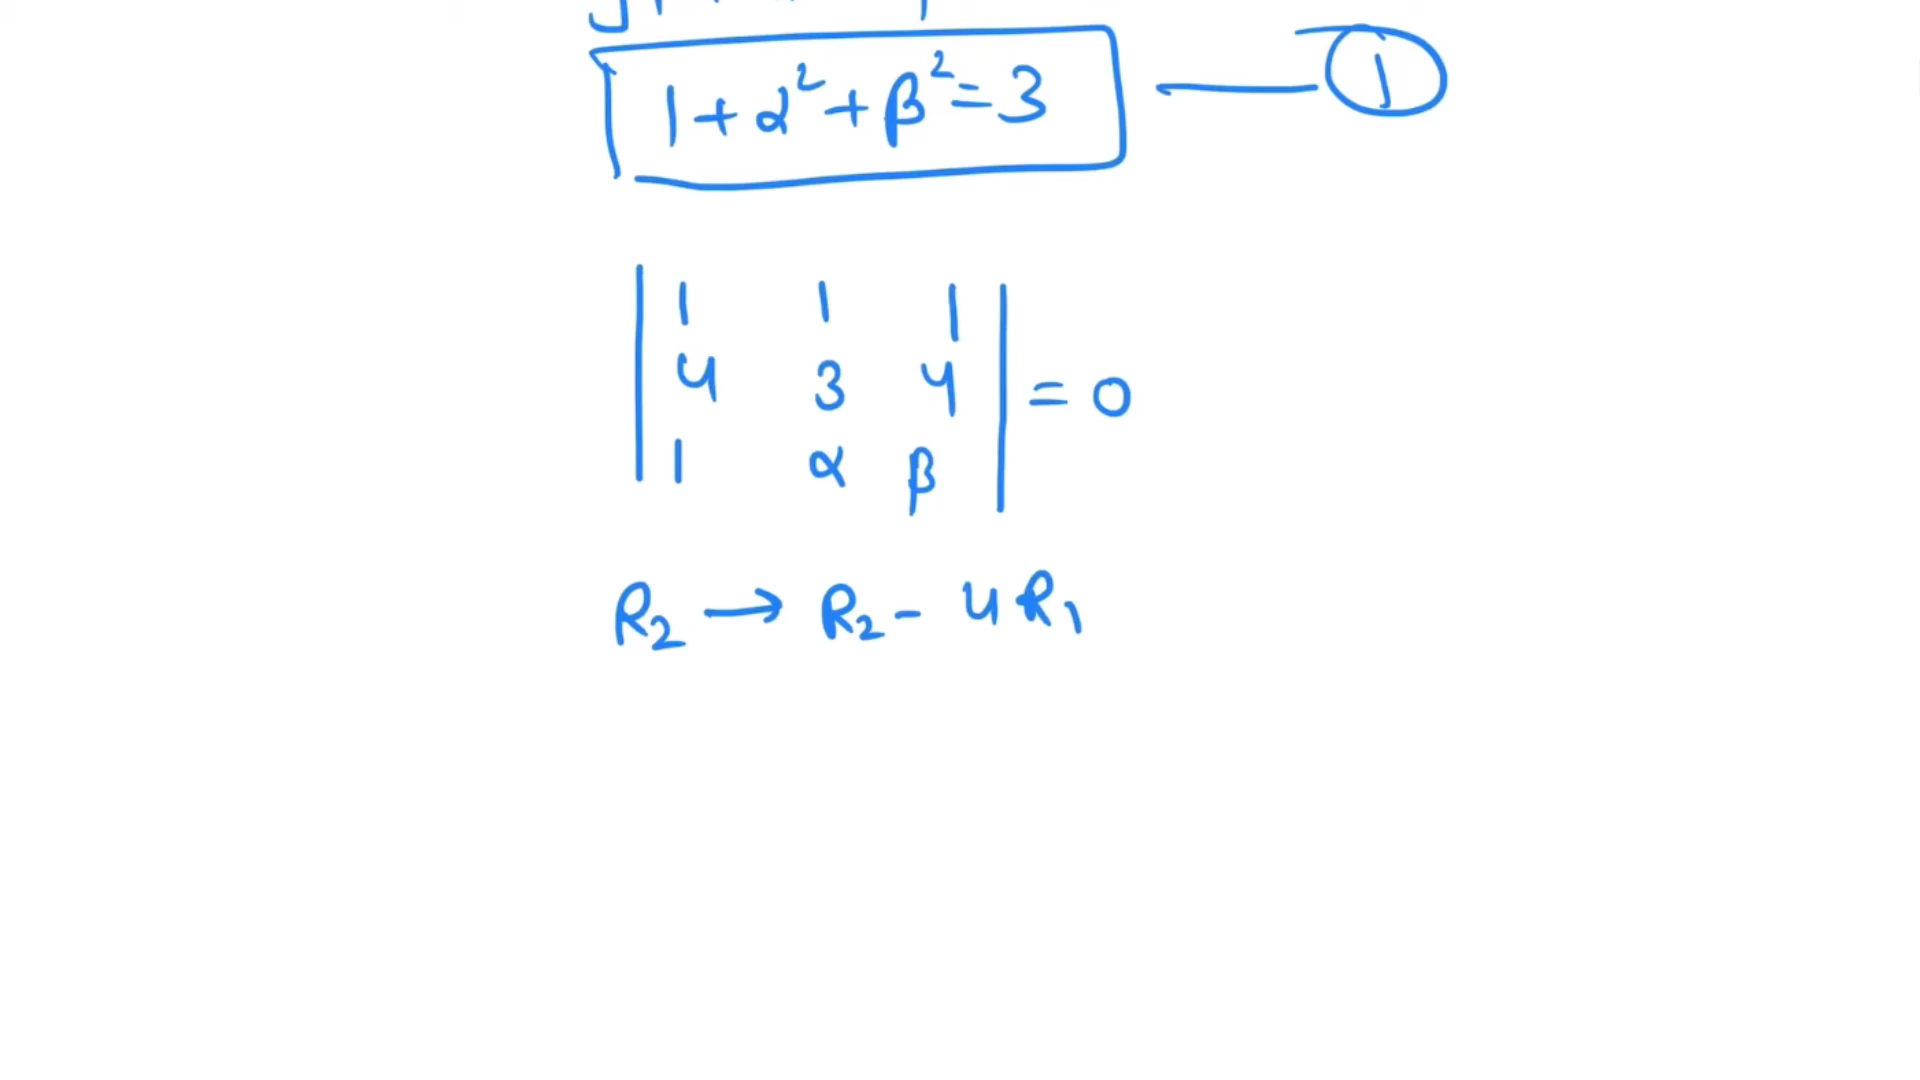 1 + α² + β² = 3 —— ①
| 1 1 1 |
| 4 3 4 | = 0
| 1 α β |
R₂ → R₂ - 4R₁